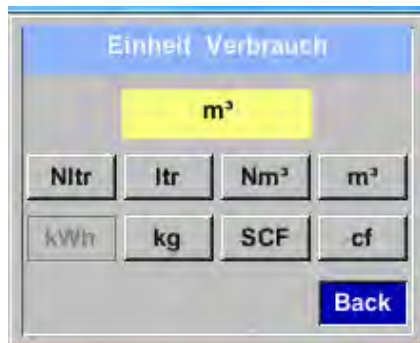 Einheit Verbrauch
m³
Nltr ltr Nm³ m³
kWh kg SCF cf
Back